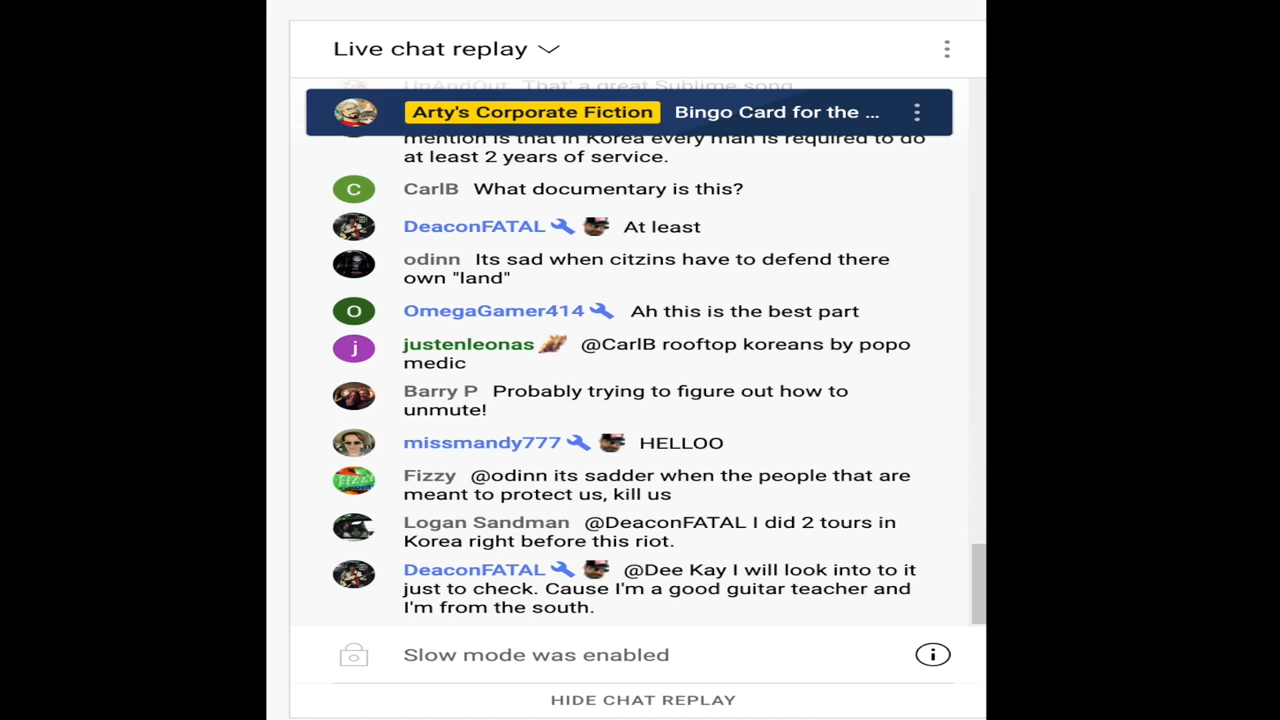 Live chat replay
UpAndOut That' a great Sublime song
Arty's Corporate Fiction Bingo Card for the ...
mention is that in Korea every man is required to do
at least 2 years of service.
C CarlB What documentary is this?
DeaconFATAL At least
odinn Its sad when citzins have to defend there
own "land"
O OmegaGamer414 Ah this is the best part
j justenleonas @CarlB rooftop koreans by popo
medic
Barry P Probably trying to figure out how to
unmute!
missmandy777 HELLOO
Fizzy @odinn its sadder when the people that are
meant to protect us, kill us
Logan Sandman @DeaconFATAL I did 2 tours in
Korea right before this riot.
DeaconFATAL @Dee Kay I will look into to it
just to check. Cause I'm a good guitar teacher and
I'm from the south.
Slow mode was enabled
HIDE CHAT REPLAY